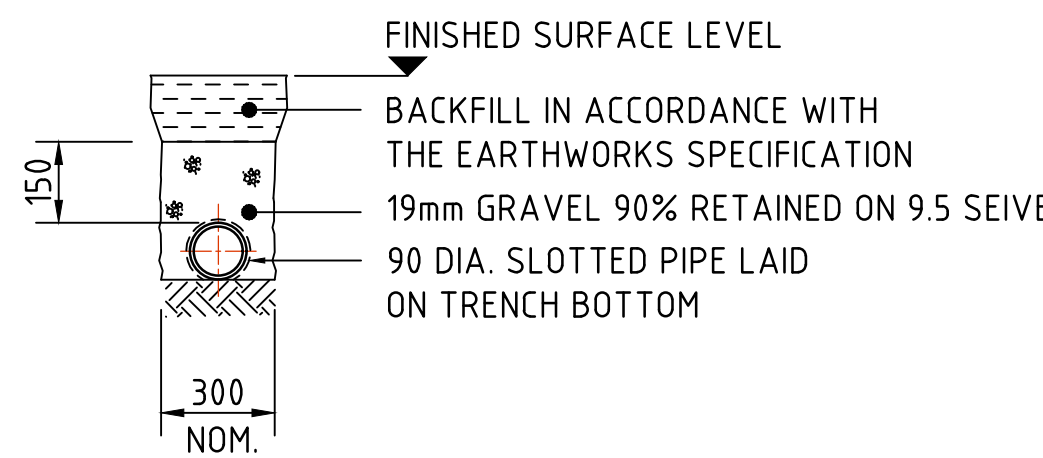 FINISHED SURFACE LEVEL
BACKFILL IN ACCORDANCE WITH
THE EARTHWORKS SPECIFICATION
150
19mm GRAVEL 90% RETAINED ON 9.5 SEIVE
90 DIA. SLOTTED PIPE LAID
ON TRENCH BOTTOM
300
NOM.